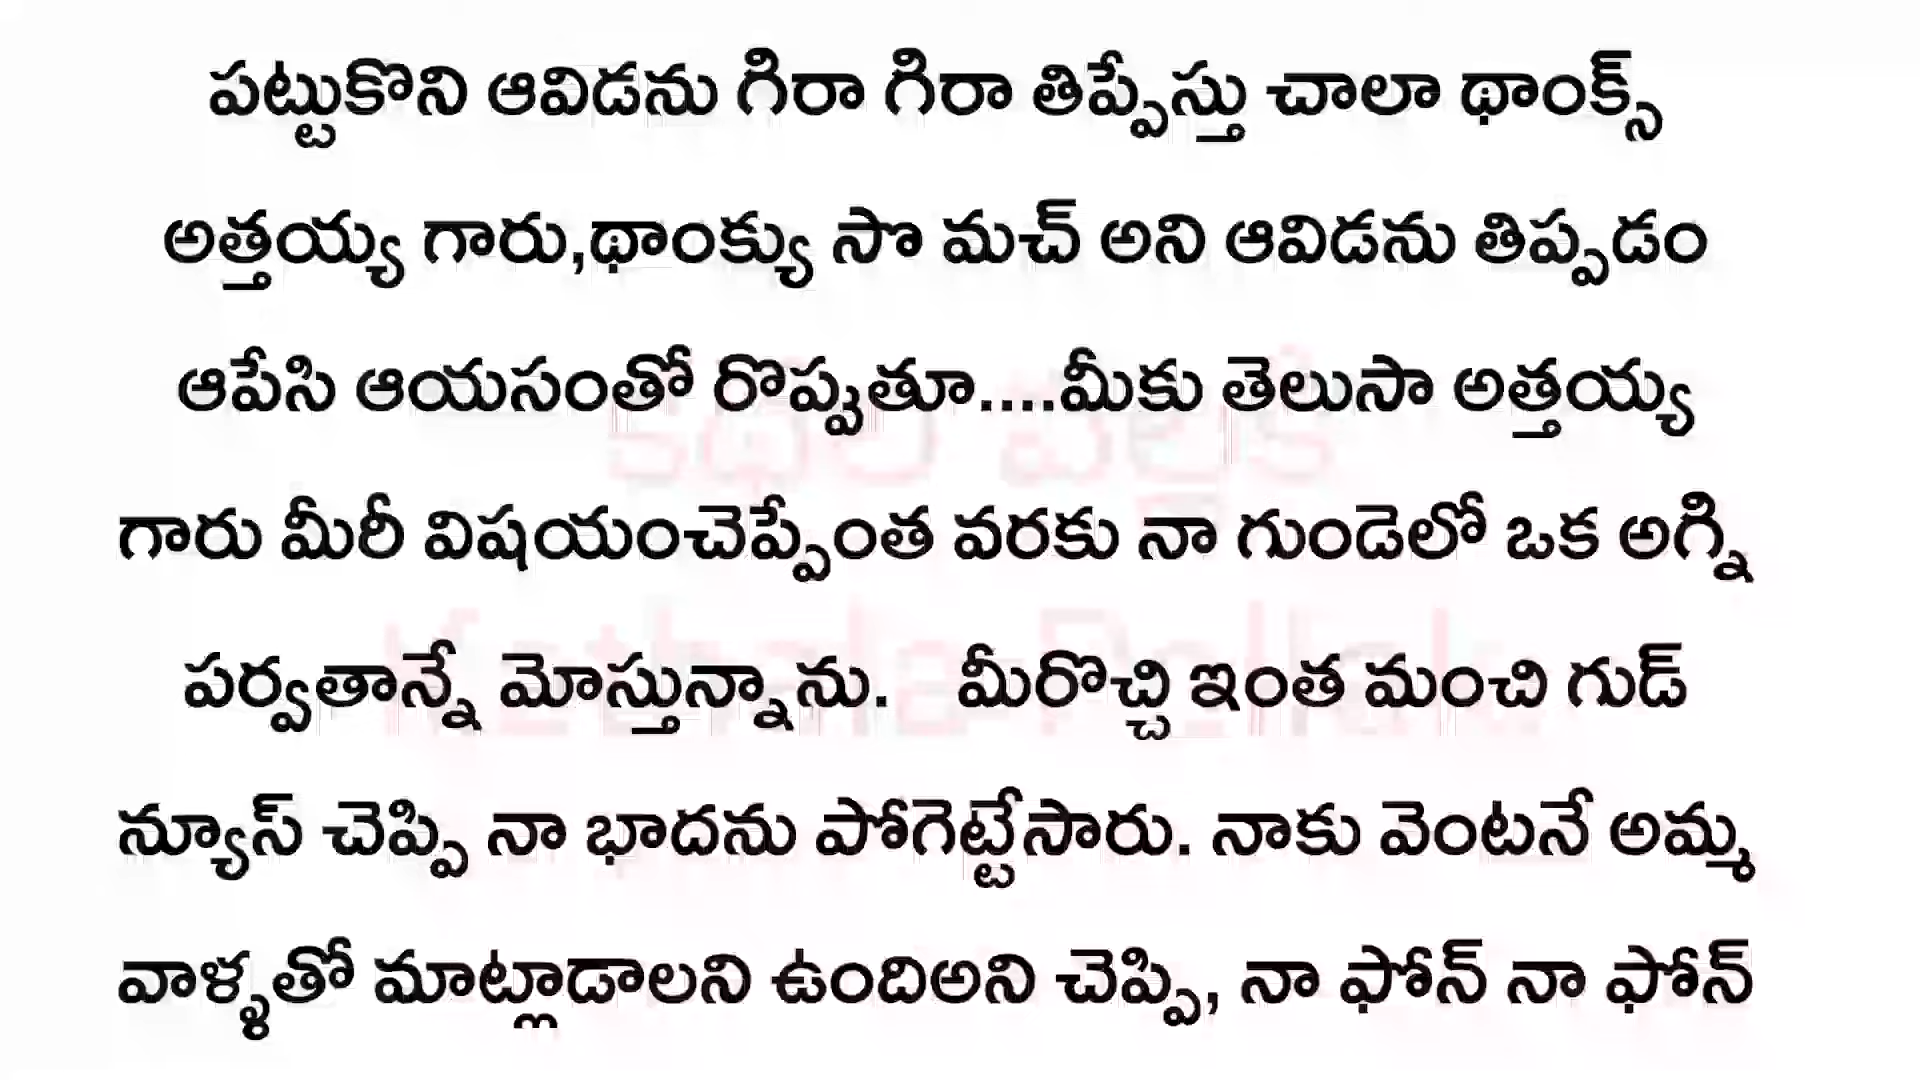 పట్టుకొని ఆవిడను గిరా గిరా తిప్పేస్తు చాలా థాంక్స్
అత్తయ్య గారు,థాంక్యు సొ మచ్ అని ఆవిడను తిప్పడం
ఆపేసి ఆయసంతో రొప్పుతూ....మీకు తెలుసా అత్తయ్య
గారు మీరీ విషయంచెప్పేంత వరకు నా గుండెలో ఒక అగ్ని
పర్వతాన్నే మోస్తున్నాను. మీరొచ్చి ఇంత మంచి గుడ్
న్యూస్ చెప్పి నా భాదను పోగెట్టేసారు. నాకు వెంటనే అమ్మ
వాళ్ళతో మాట్లాడాలని ఉందిఅని చెప్పి, నా ఫోన్ నా ఫోన్